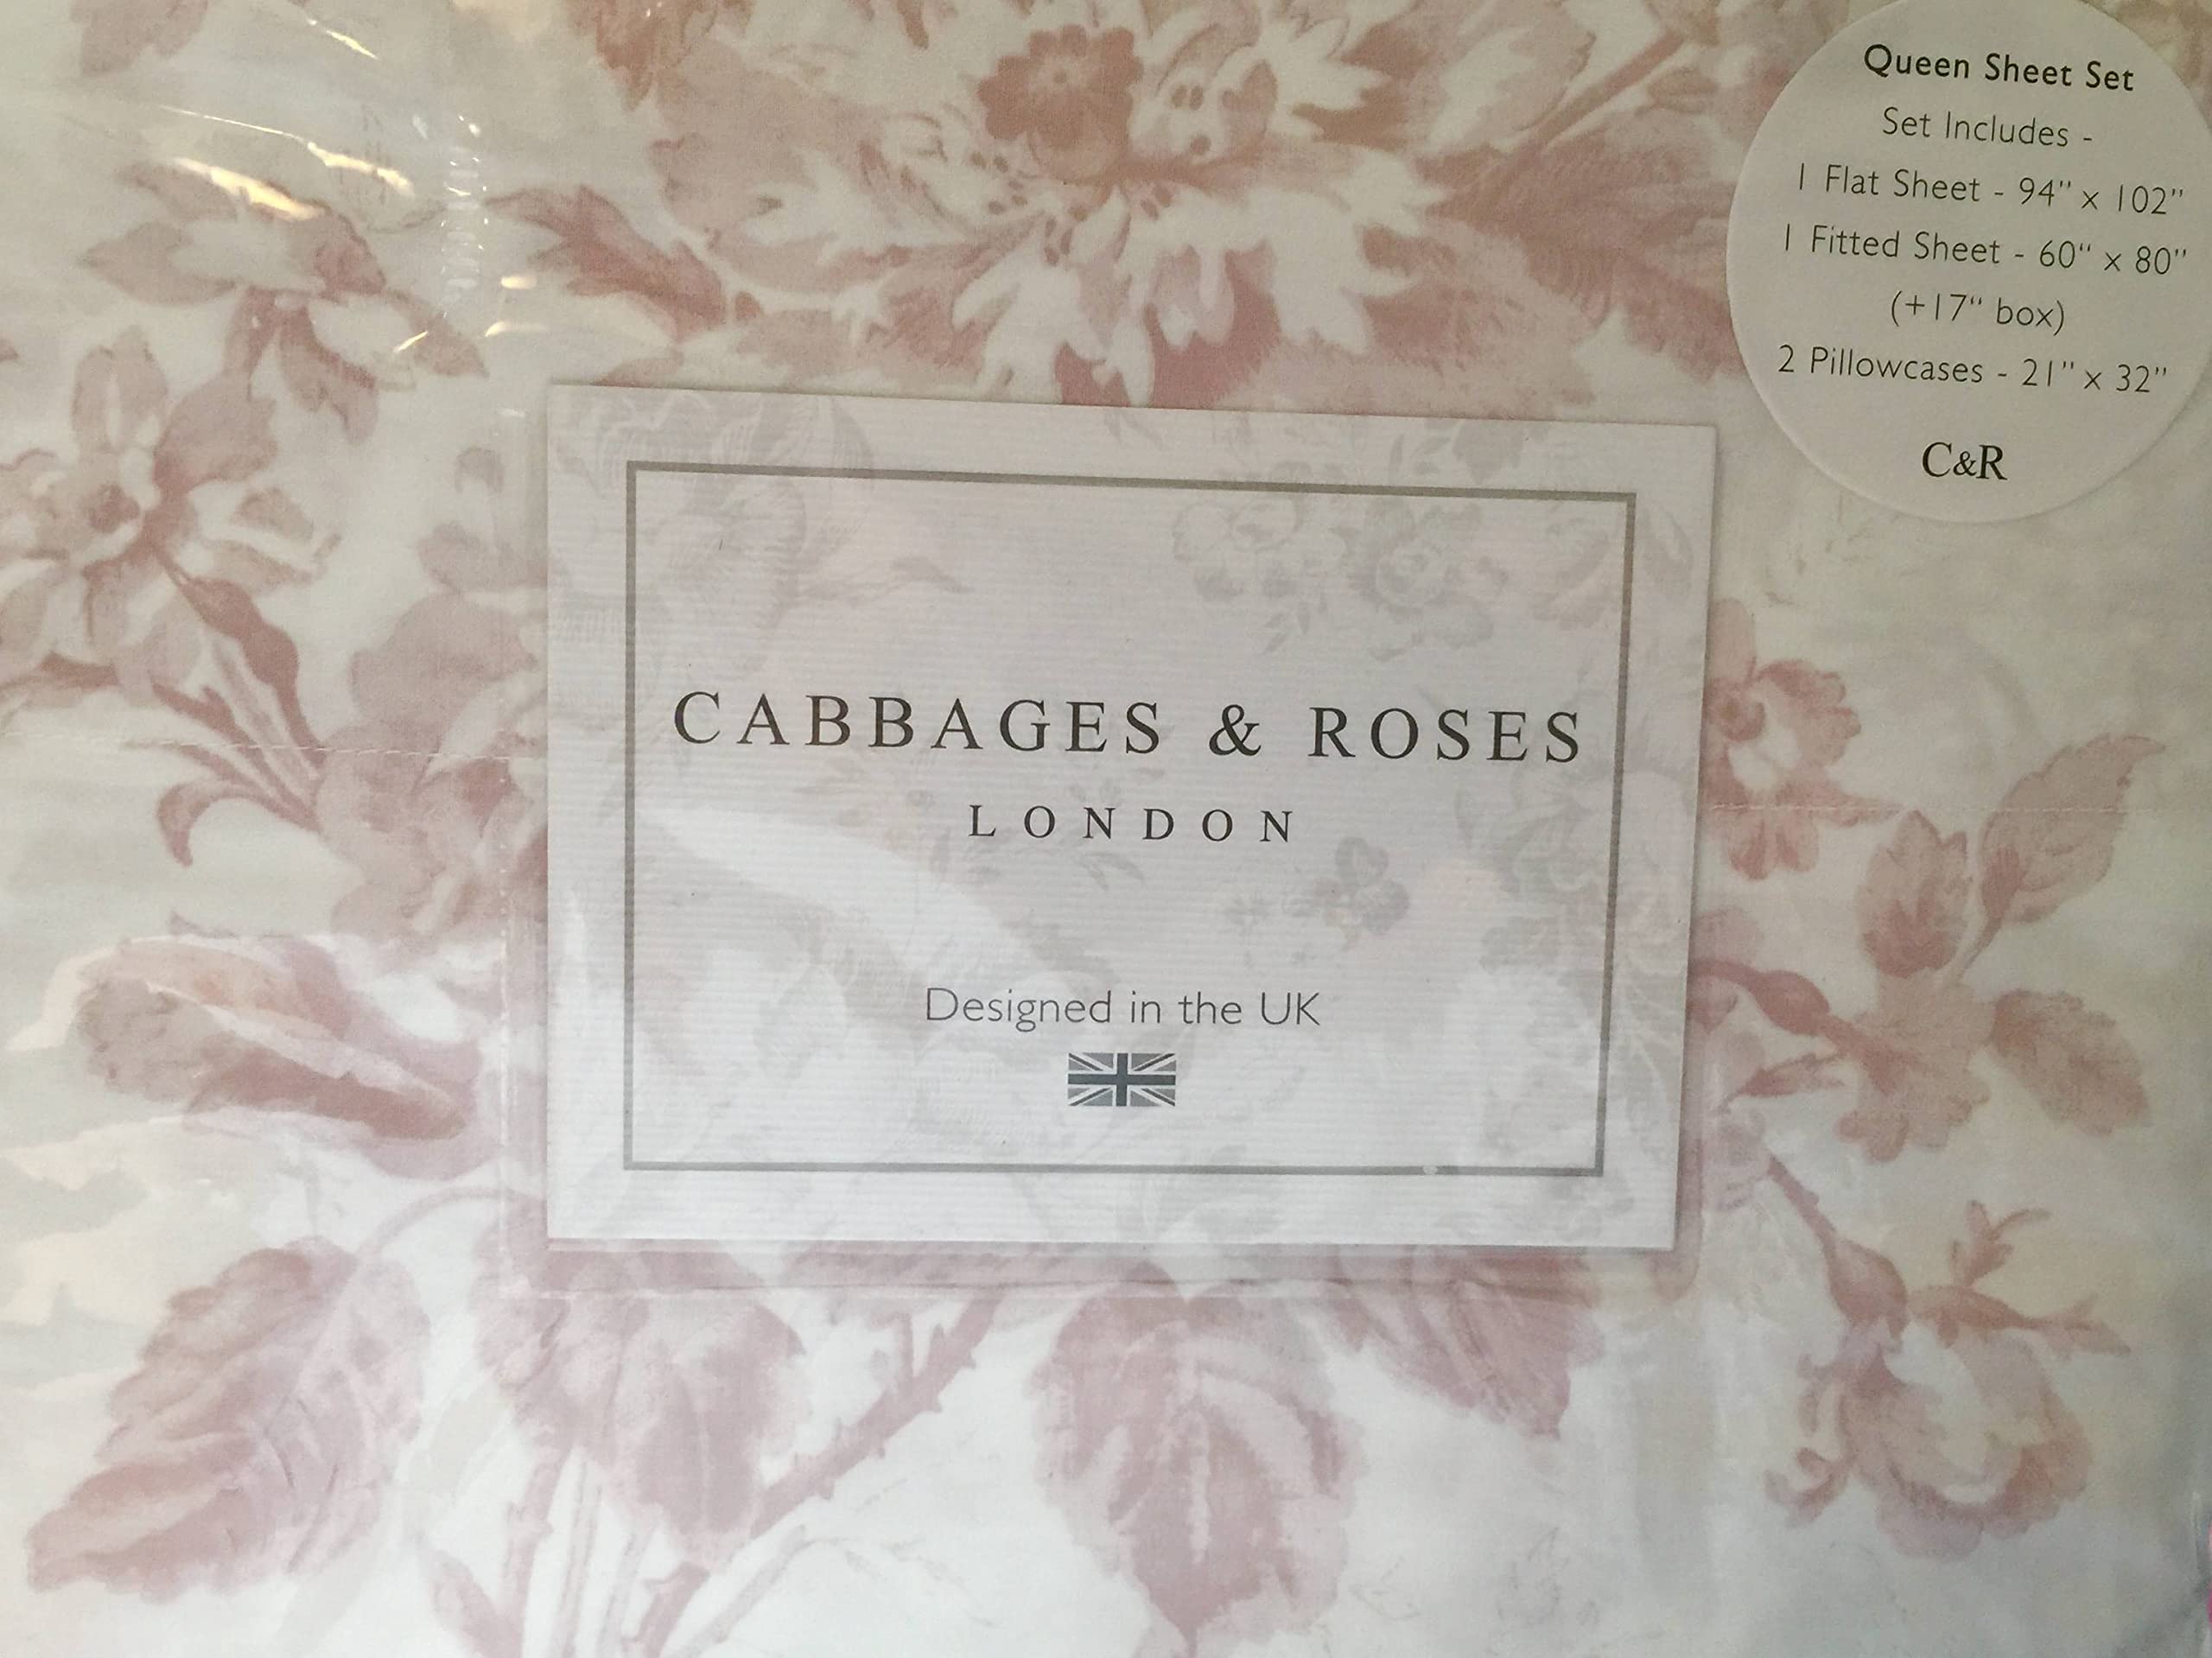 Queen Sheet Set
Set Includes -
1 Flat Sheet - 94" x 102"
1 Fitted Sheet - 60" x 80"
(+17" box)
2 Pillowcases - 21" x 32"
C&R
CABBAGES & ROSES
LONDON
Designed in the UK